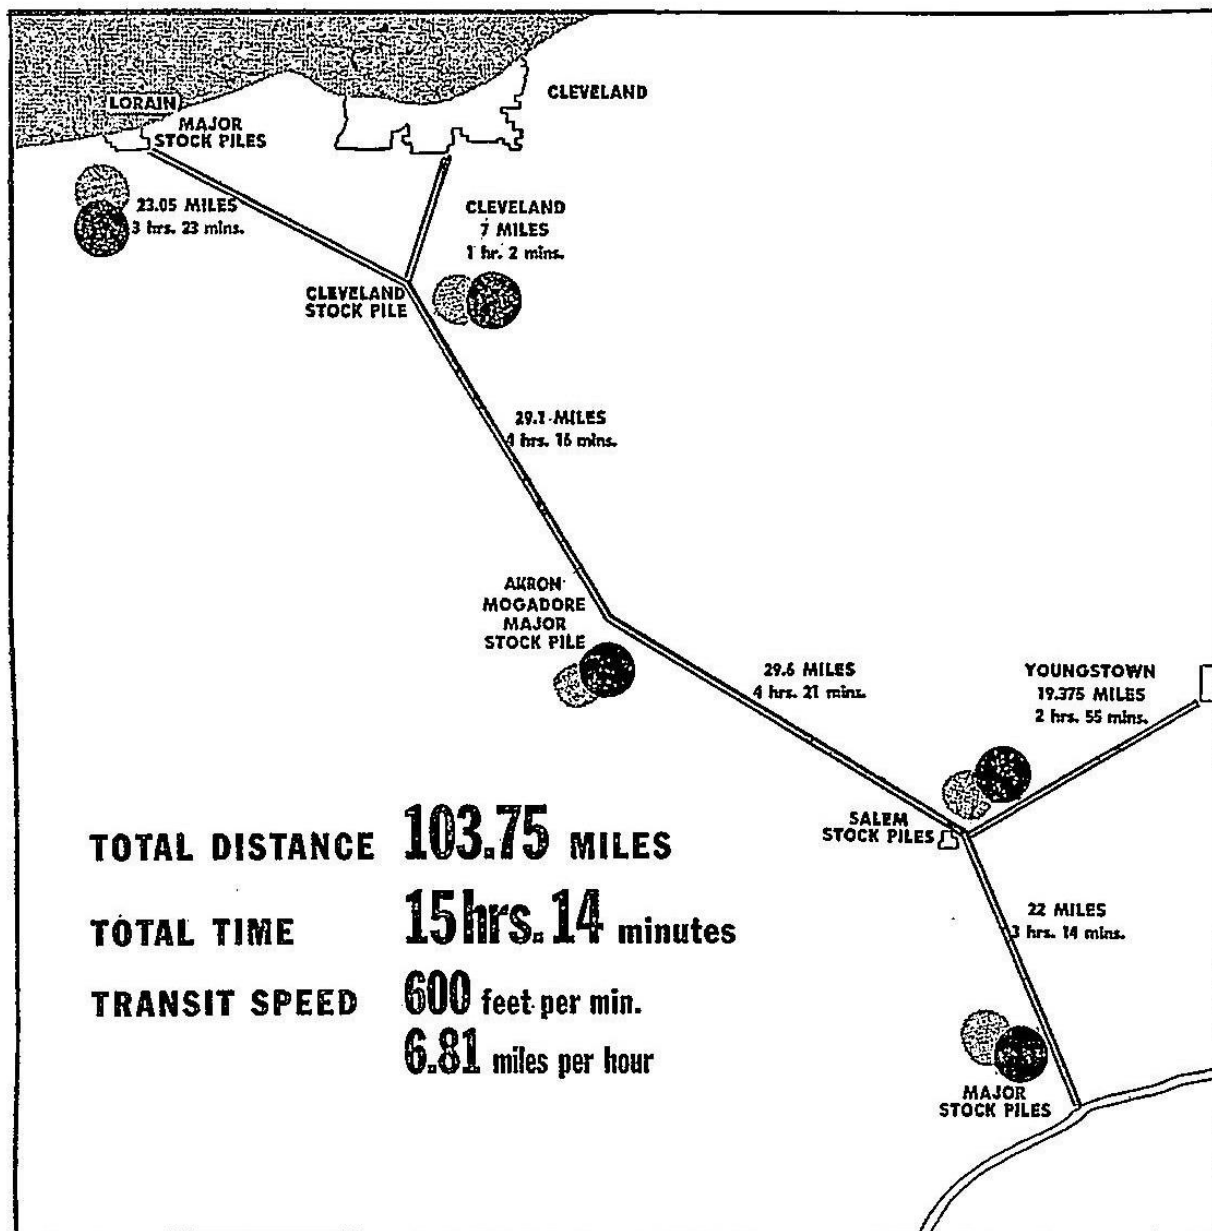 LORAIN
MAJOR
STOCK PILES
CLEVELAND
23.05 MILES
3 hrs. 23 mins.
CLEVELAND
7 MILES
1 hr. 2 mins.
CLEVELAND
STOCK PILE
29.1 MILES
4 hrs. 16 mins.
AKRON
MOGADORE
MAJOR
STOCK PILE
29.6 MILES
4 hrs. 21 mins.
YOUNGSTOWN
19.375 MILES
2 hrs. 55 mins.
SALEM
STOCK PILES
22 MILES
3 hrs. 14 mins.
MAJOR
STOCK PILES
TOTAL DISTANCE 103.75 MILES
TOTAL TIME 15 hrs. 14 minutes
TRANSIT SPEED 600 feet per min.
6.81 miles per hour